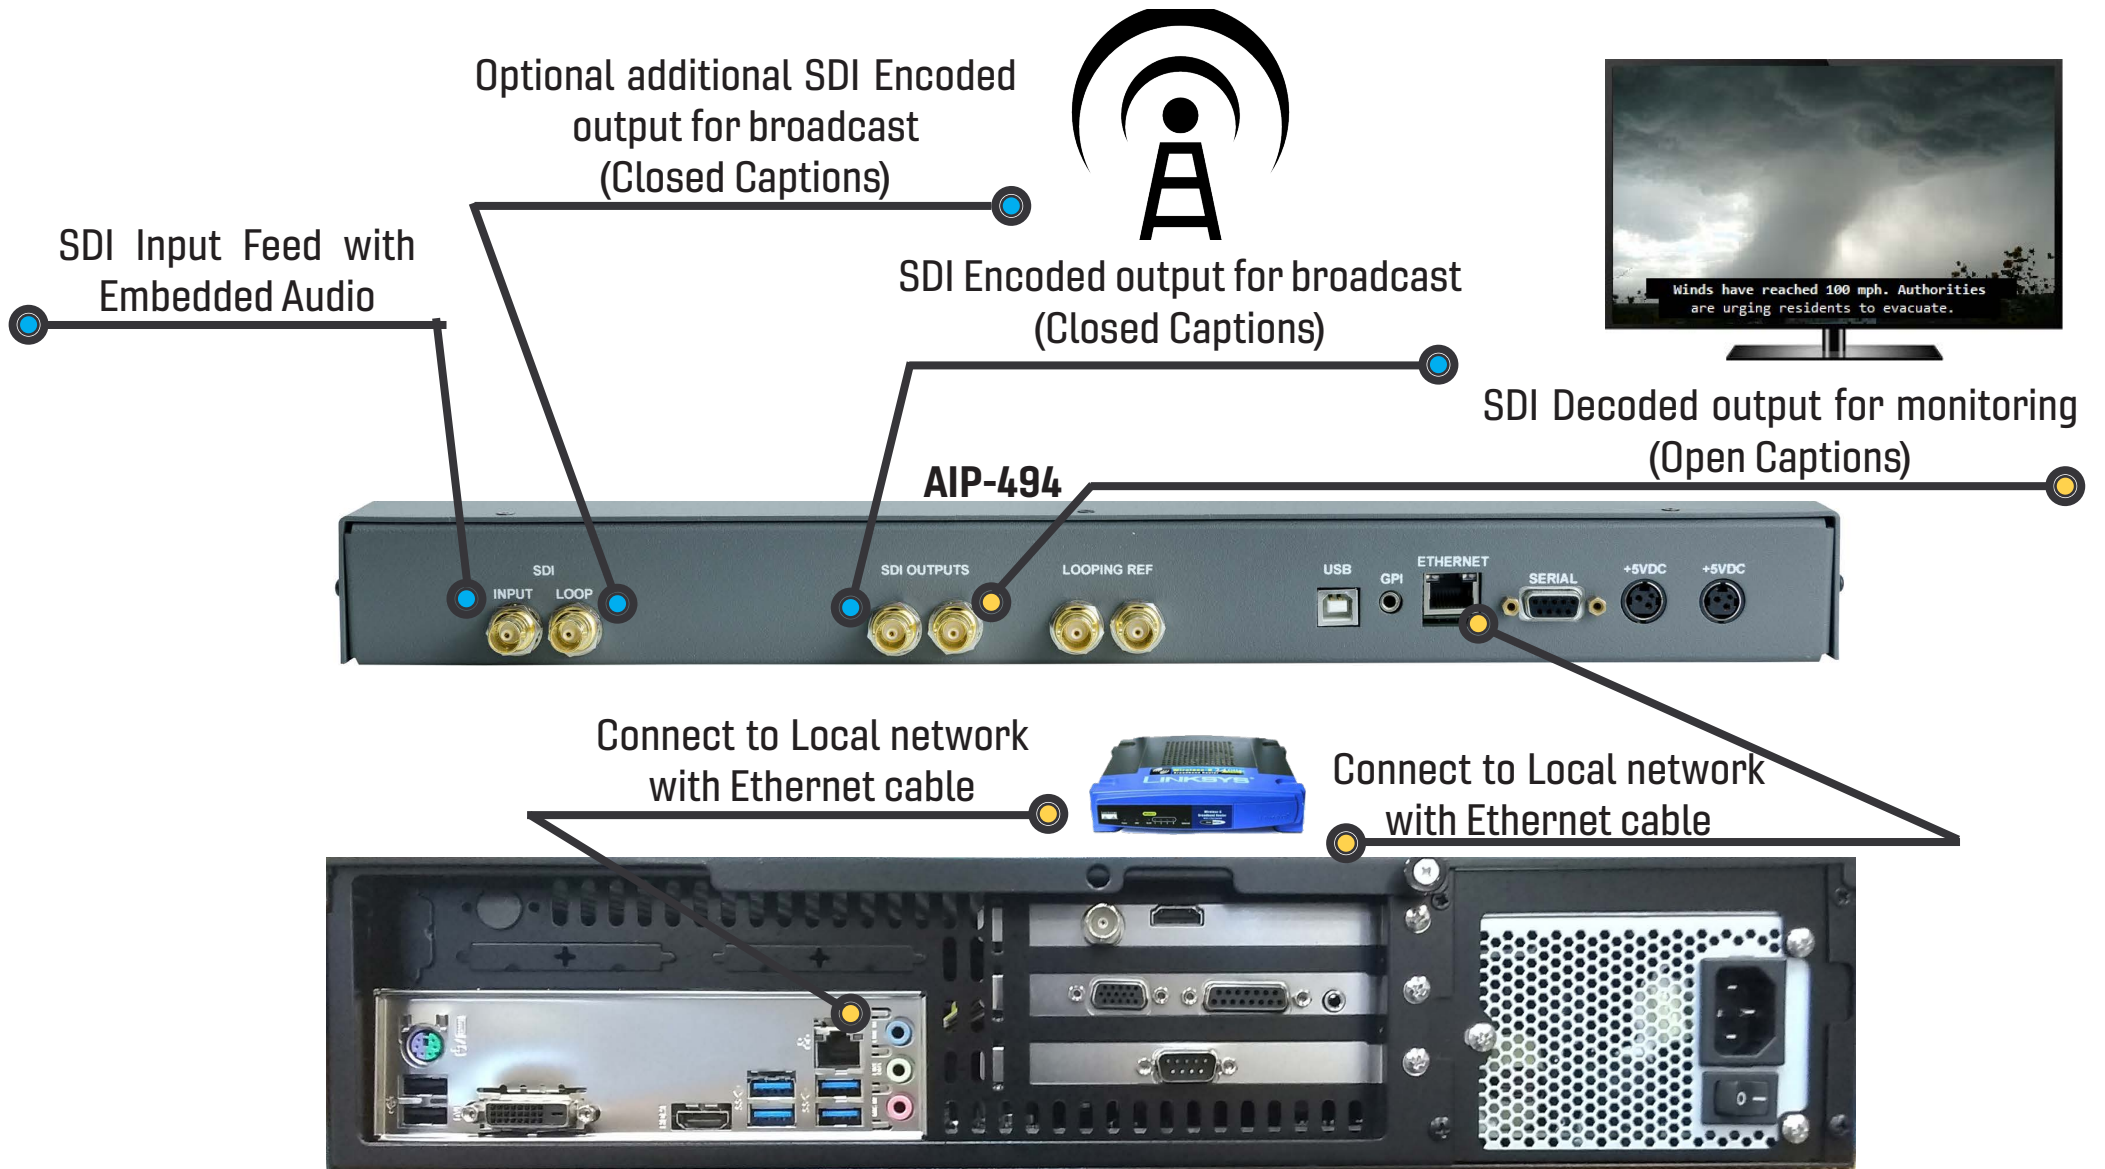 Optional additional SDI Encoded
output for broadcast
(Closed Captions)
SDI Input Feed with
Embedded Audio
SDI Encoded output for broadcast
(Closed Captions)
Winds have reached 100 mph. Authorities
are urging residents to evacuate.
SDI Decoded output for monitoring
(Open Captions)
AIP-494
SDI
INPUT
LOOP
SDI OUTPUTS
LOOPING REF
USB
GPI
ETHERNET
SERIAL
+5VDC
+5VDC
Connect to Local network
with Ethernet cable
LINKSYS
Connect to Local network
with Ethernet cable